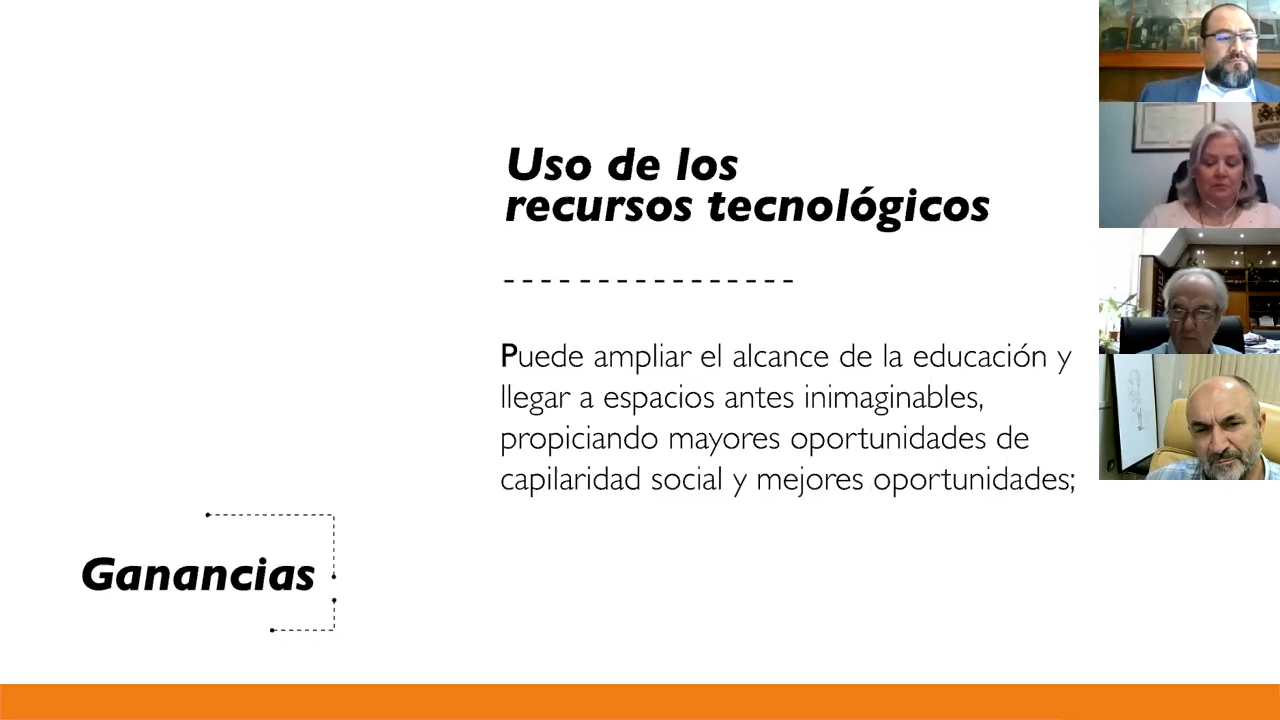 Uso de los
recursos tecnológicos
Puede ampliar el alcance de la educación y
llegar a espacios antes inimaginables,
propiciando mayores oportunidades de
capilaridad social y mejores oportunidades;
Ganancias